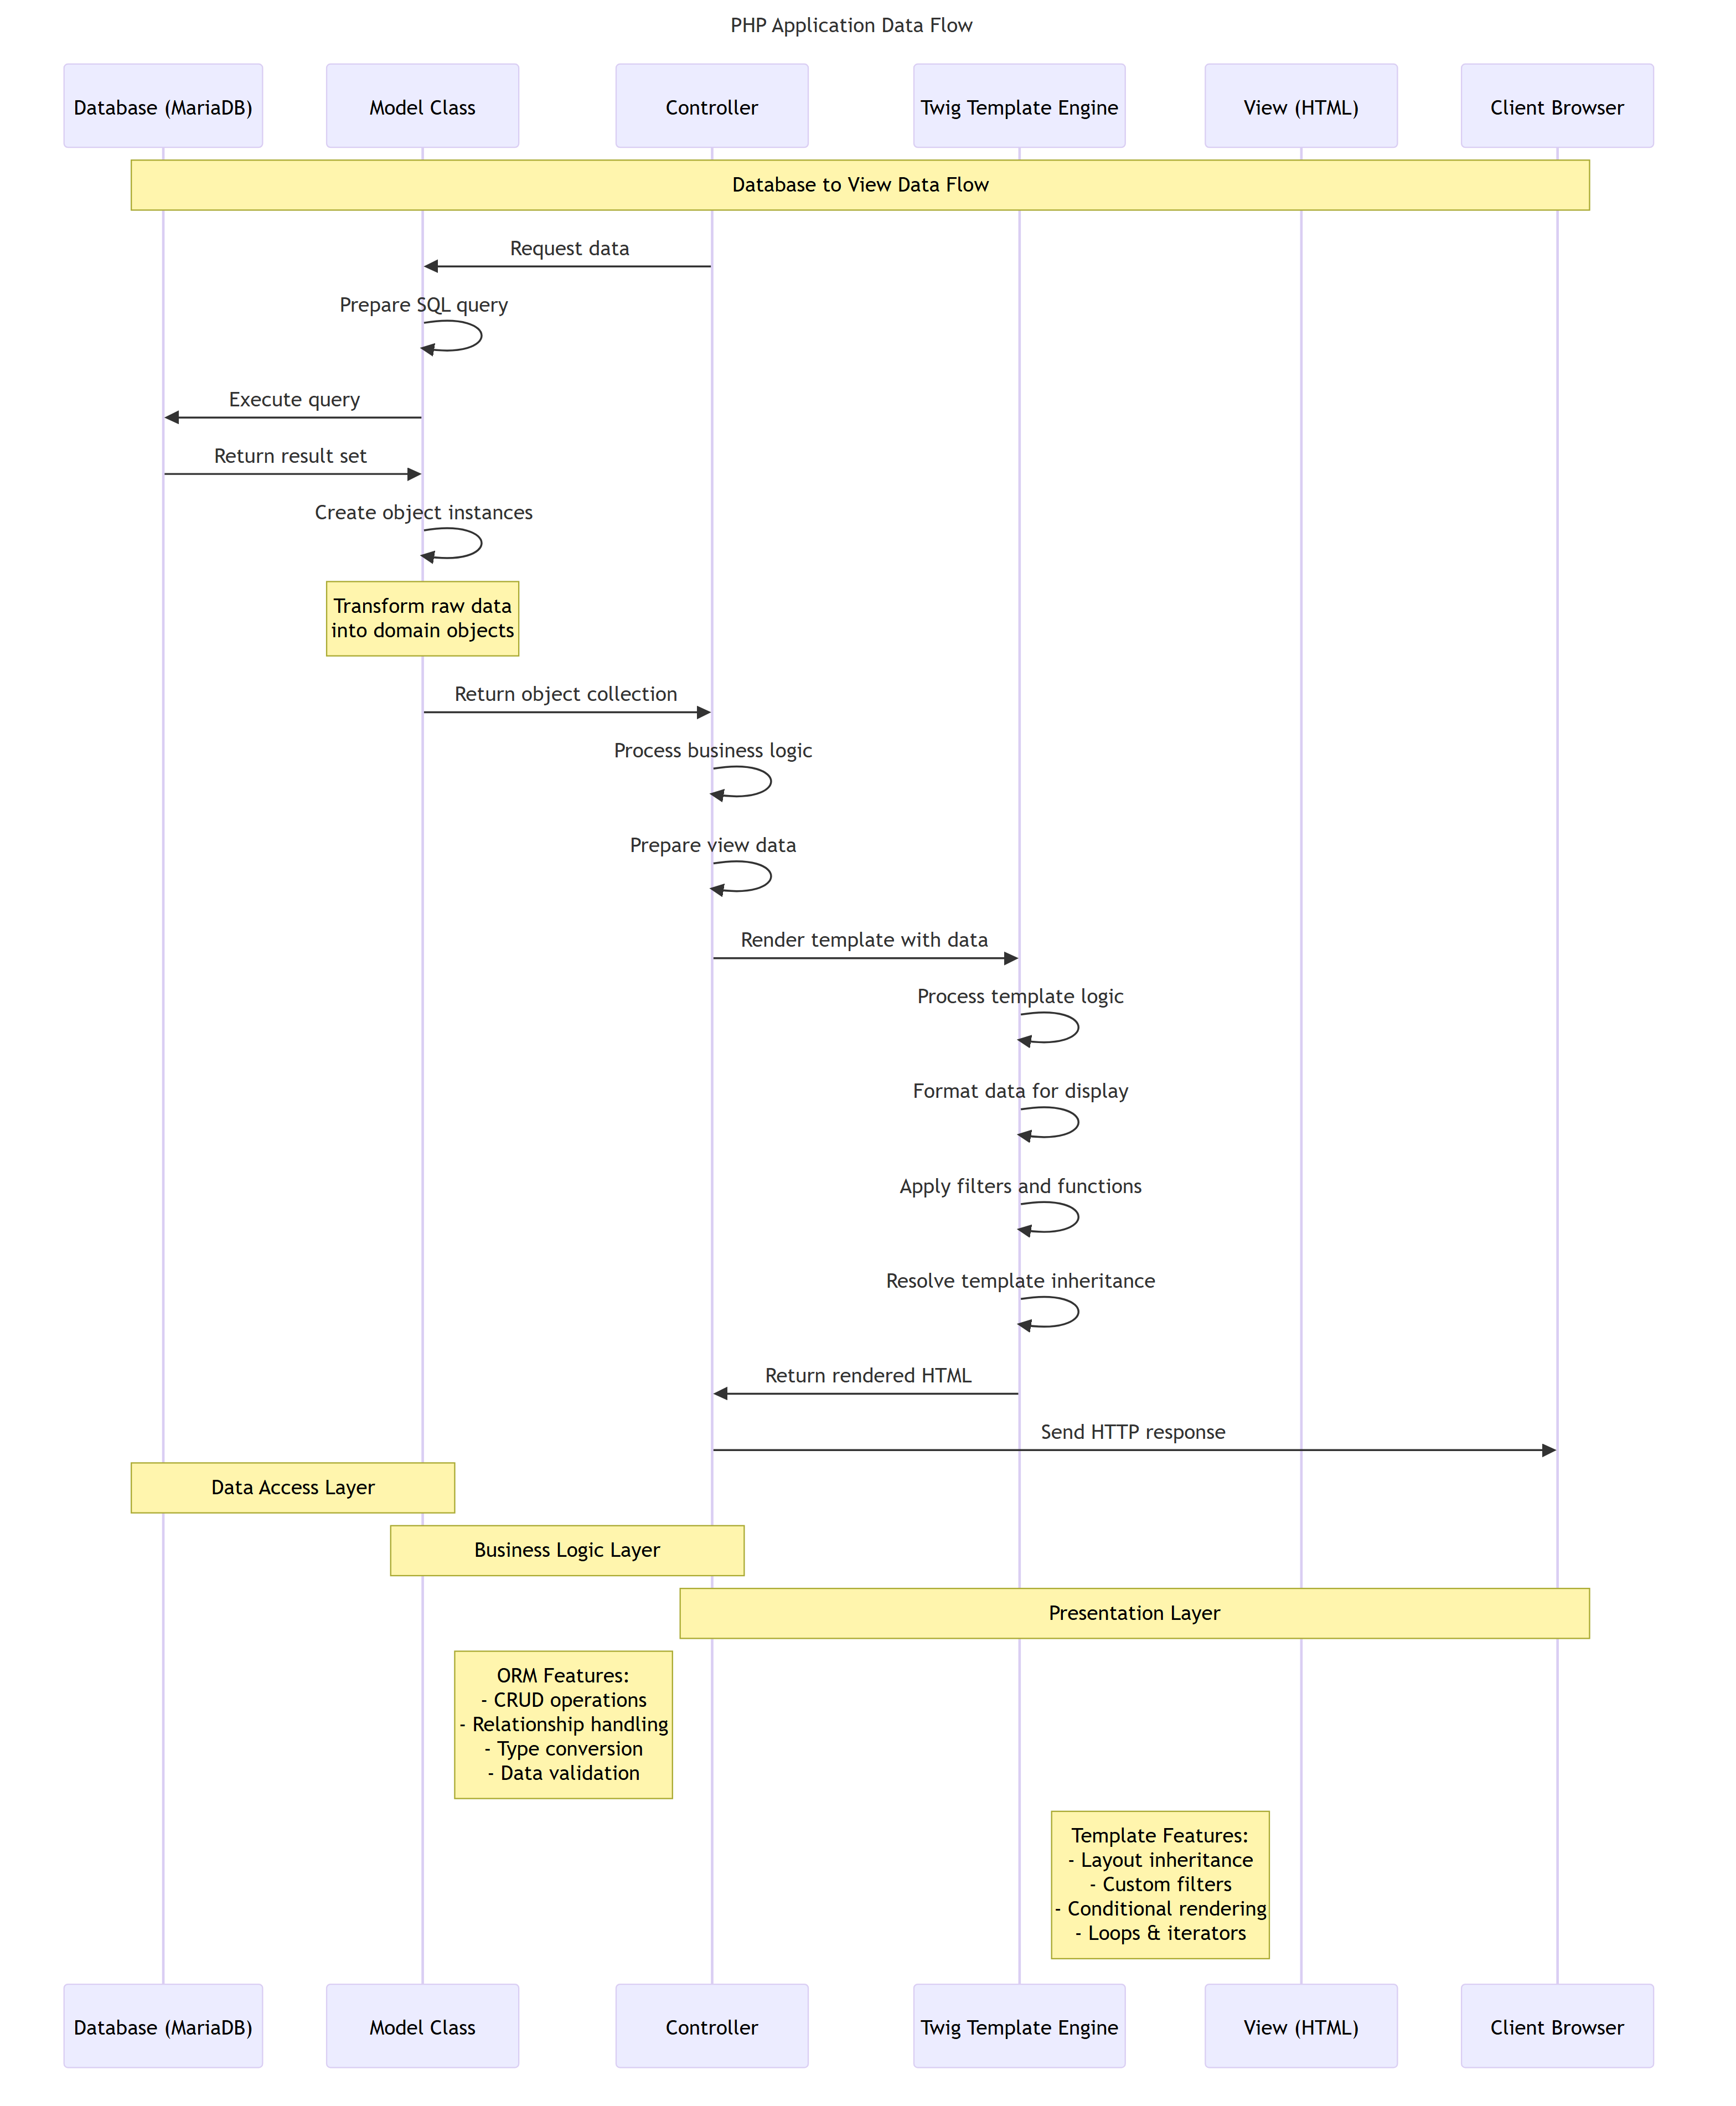 PHP Application Data Flow
Database (MariaDB)
Model Class
Controller
Twig Template Engine
View (HTML)
Client Browser
Database to View Data Flow
Request data
Prepare SQL query
Execute query
Return result set
Create object instances
Transform raw data
into domain objects
Return object collection
Process business logic
Prepare view data
Render template with data
Process template logic
Format data for display
Apply filters and functions
Resolve template inheritance
Return rendered HTML
Send HTTP response
Data Access Layer
Business Logic Layer
Presentation Layer
ORM Features:
- CRUD operations
- Relationship handling
- Type conversion
- Data validation
Template Features:
- Layout inheritance
- Custom filters
- Conditional rendering
- Loops & iterators
Database (MariaDB)
Model Class
Controller
Twig Template Engine
View (HTML)
Client Browser